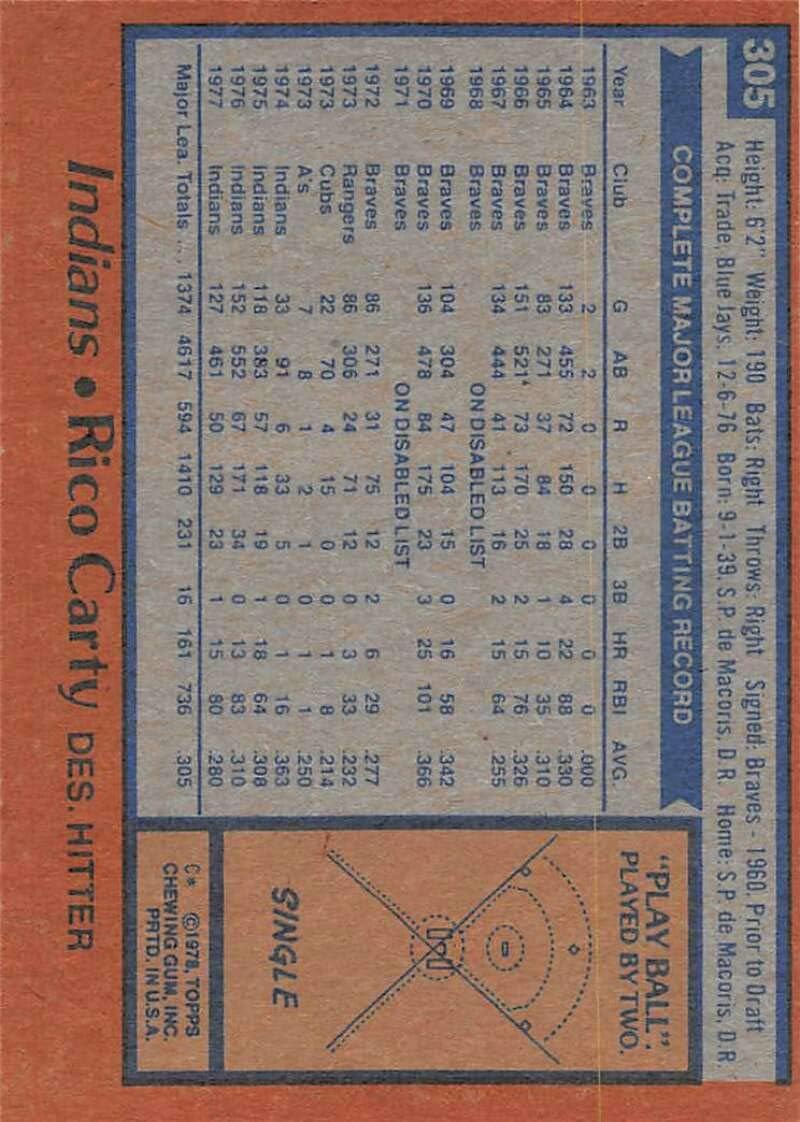 305
Height: 6'2" Weight: 190 Bats: Right Throws: Right Signed: Braves - 1960, Prior to Draft
Acq: Trade, Blue Jays, 12-6-76 Born: 9-1-39, S.P. de Macoris, D.R. Home: S.P. de Macoris, D.R.
COMPLETE MAJOR LEAGUE BATTING RECORD
Year Club G AB R H 2B 3B HR RBI AVG.
1963 Braves 2 2 0 0 0 0 0 0 .000
1964 Braves 133 455 72 150 28 4 22 88 .330
1965 Braves 83 271 37 84 18 1 10 35 .310
1966 Braves 151 521 73 170 25 2 15 76 .326
1967 Braves 134 444 41 113 16 2 15 64 .255
1968 Braves ON DISABLED LIST
1969 Braves 104 304 47 104 15 0 16 58 .342
1970 Braves 136 478 84 175 23 3 25 101 .366
1971 Braves ON DISABLED LIST
1972 Braves 86 271 31 75 12 2 6 29 .277
1973 Rangers 86 306 24 71 12 0 3 33 .232
1973 Cubs 22 70 4 15 0 0 1 8 .214
1973 A's 7 8 1 2 1 0 1 1 .250
1974 Indians 33 91 6 33 5 0 1 16 .363
1975 Indians 118 383 57 118 19 1 18 64 .308
1976 Indians 152 552 67 171 34 0 13 83 .310
1977 Indians 127 461 50 129 23 1 15 80 .280
Major Lea. Totals ... 1374 4617 594 1410 231 16 161 736 .305
"PLAY BALL"
PLAYED BY TWO.
SINGLE
C* ©1978, TOPPS
CHEWING GUM, INC.
PRTD. IN U.S.A.
Indians • Rico Carty DES. HITTER